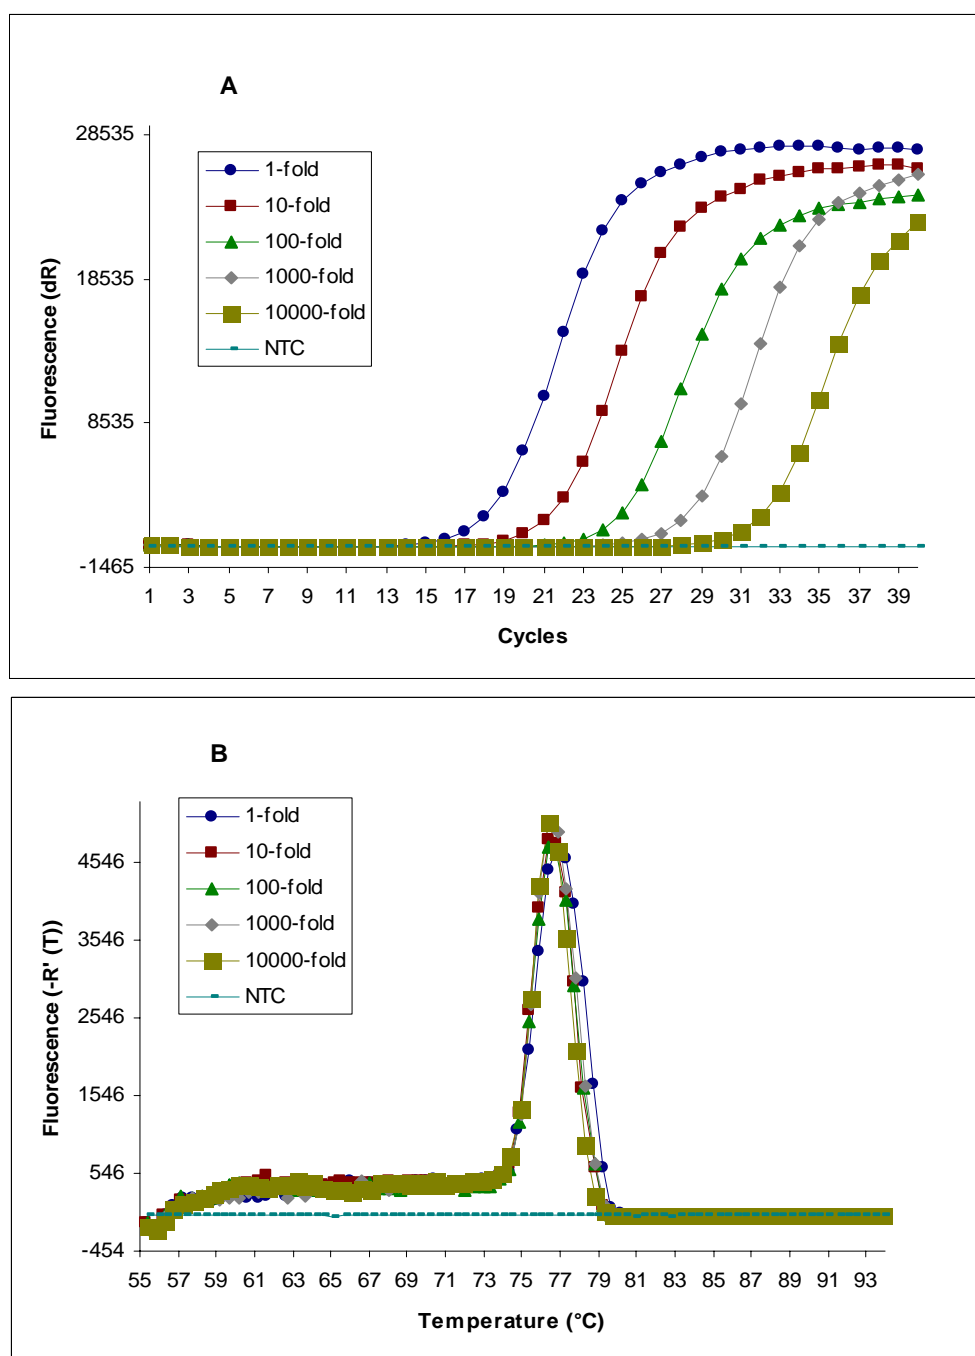 A
28535
18535
8535
-1465
Fluorescence (dR)
1-fold
10-fold
100-fold
1000-fold
10000-fold
NTC
1 3 5 7 9 11 13 15 17 19 21 23 25 27 29 31 33 35 37 39
Cycles
B
4546
3546
2546
1546
546
-454
Fluorescence (-R' (T))
1-fold
10-fold
100-fold
1000-fold
10000-fold
NTC
55 57 59 61 63 65 67 69 71 73 75 77 79 81 83 85 87 89 91 93
Temperature (°C)